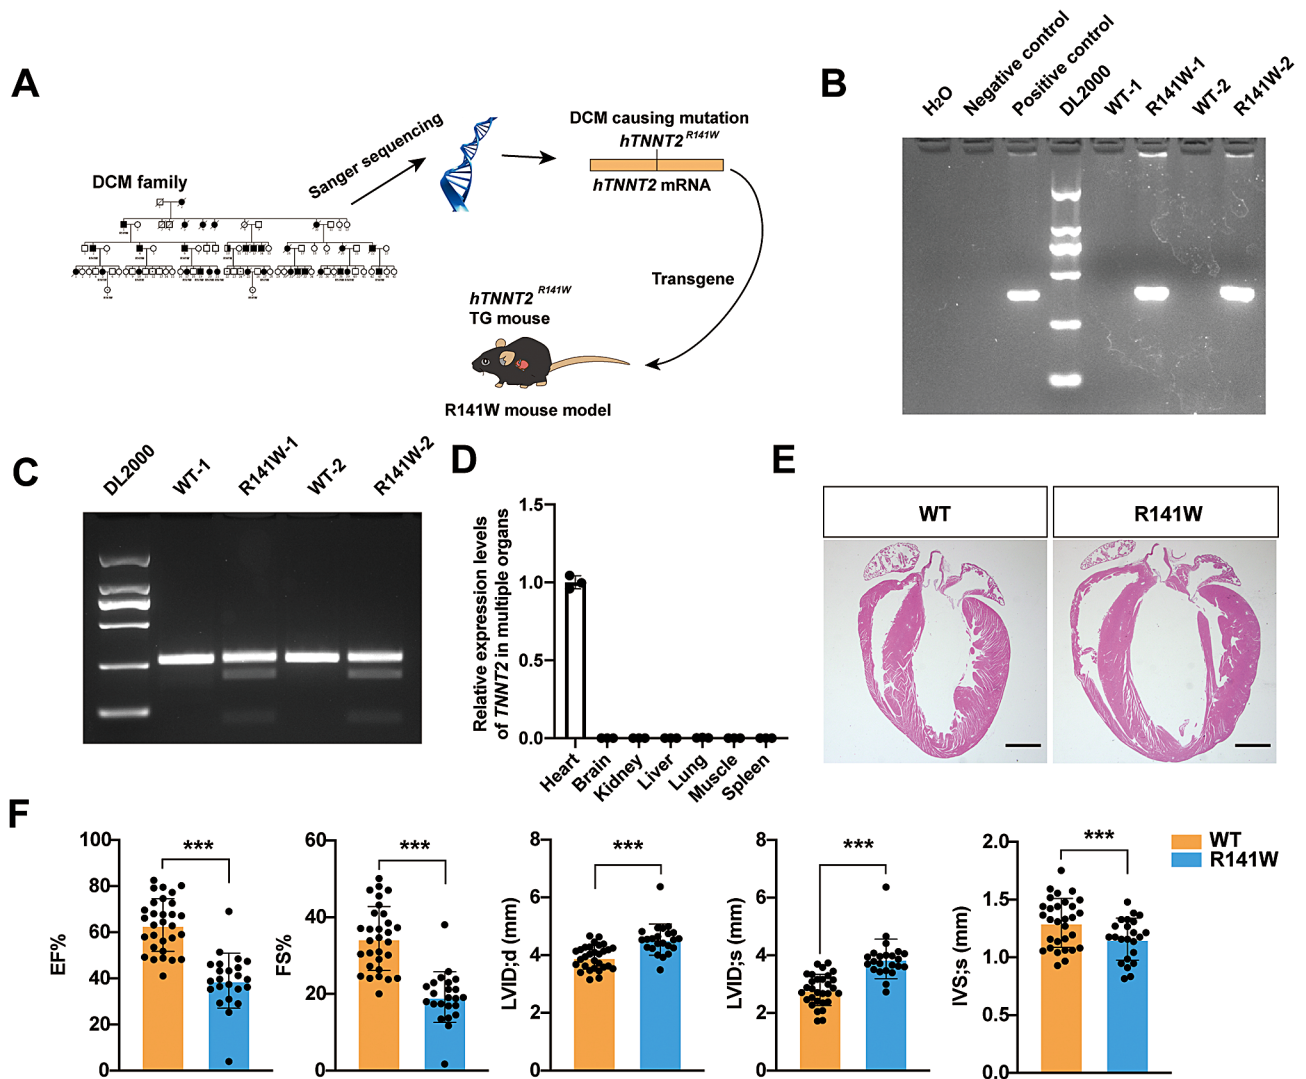 A
DCM family
Sanger sequencing
DCM causing mutation
hTNNT2 R141W
hTNNT2 mRNA
Transgene
hTNNT2 R141W
TG mouse
R141W mouse model
B
H2O
Negative control
Positive control
DL2000
WT-1
R141W-1
WT-2
R141W-2
C
DL2000
WT-1
R141W-1
WT-2
R141W-2
D
Relative expression levels
of TNNT2 in multiple organs
1.5
1.0
0.5
0.0
Heart
Brain
Kidney
Liver
Lung
Muscle
Spleen
E
WT
R141W
F
EF%
100
80
60
40
20
0
***
FS%
60
40
20
0
***
LVID;d (mm)
8
6
4
2
0
***
LVID;s (mm)
8
6
4
2
0
***
IVS;s (mm)
2.0
1.5
1.0
0.5
0.0
***
WT
R141W